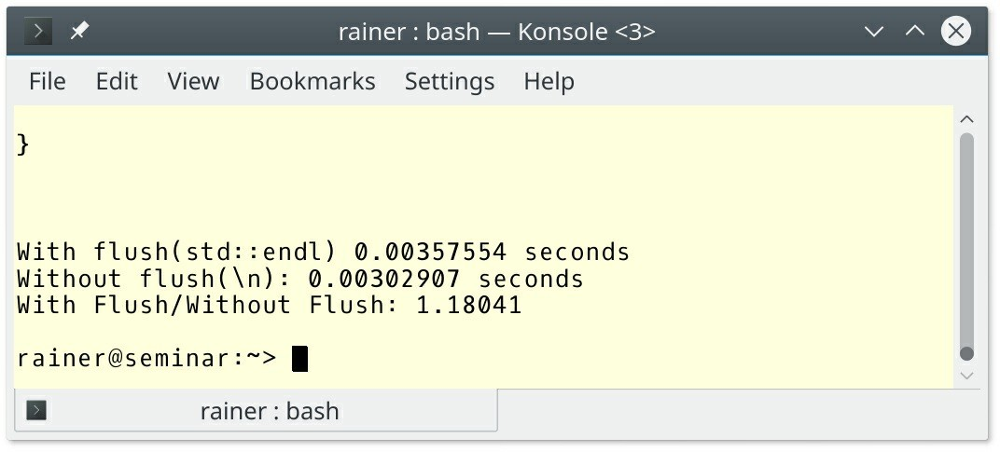 rainer : bash — Konsole <3>
File Edit View Bookmarks Settings Help
}
With flush(std::endl) 0.00357554 seconds
Without flush(\n): 0.00302907 seconds
With Flush/Without Flush: 1.18041
rainer@seminar:~>
rainer : bash